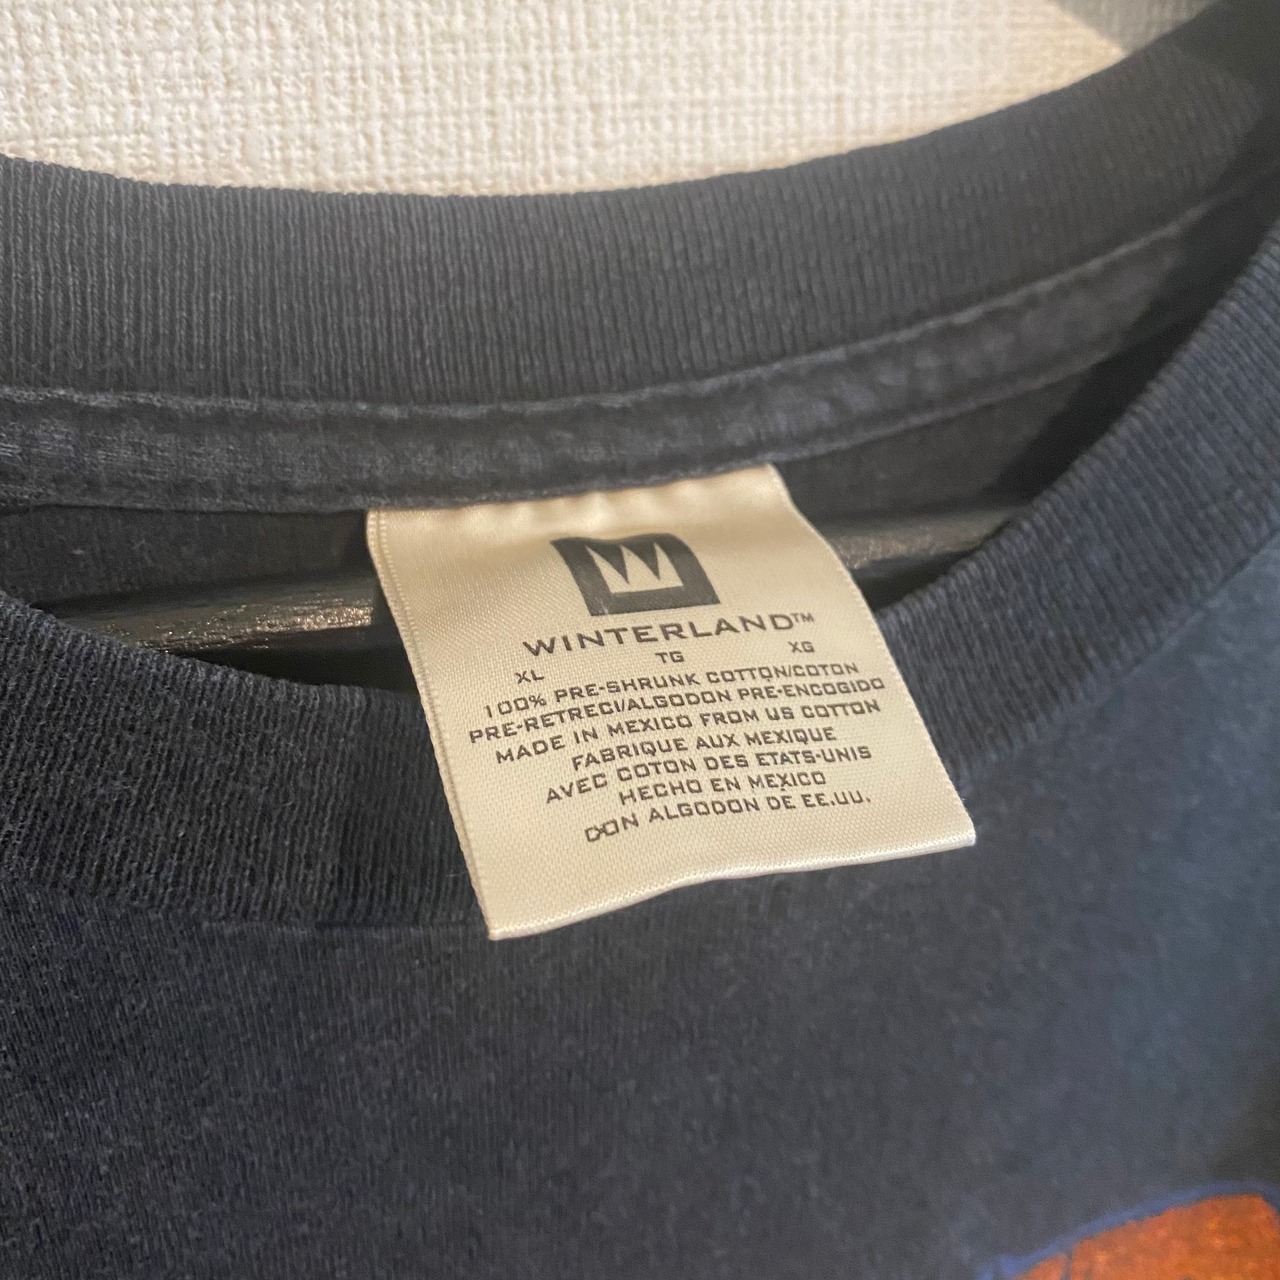 W
WINTERLAND™
XL TG XG
100% PRE-SHRUNK COTTON/COTON
PRE-RETRECI/ALGODON PRE-ENCOGIDO
MADE IN MEXICO FROM US COTTON
FABRIQUE AUX MEXIQUE
AVEC COTON DES ETATS-UNIS
HECHO EN MEXICO
CON ALGODON DE EE.UU.